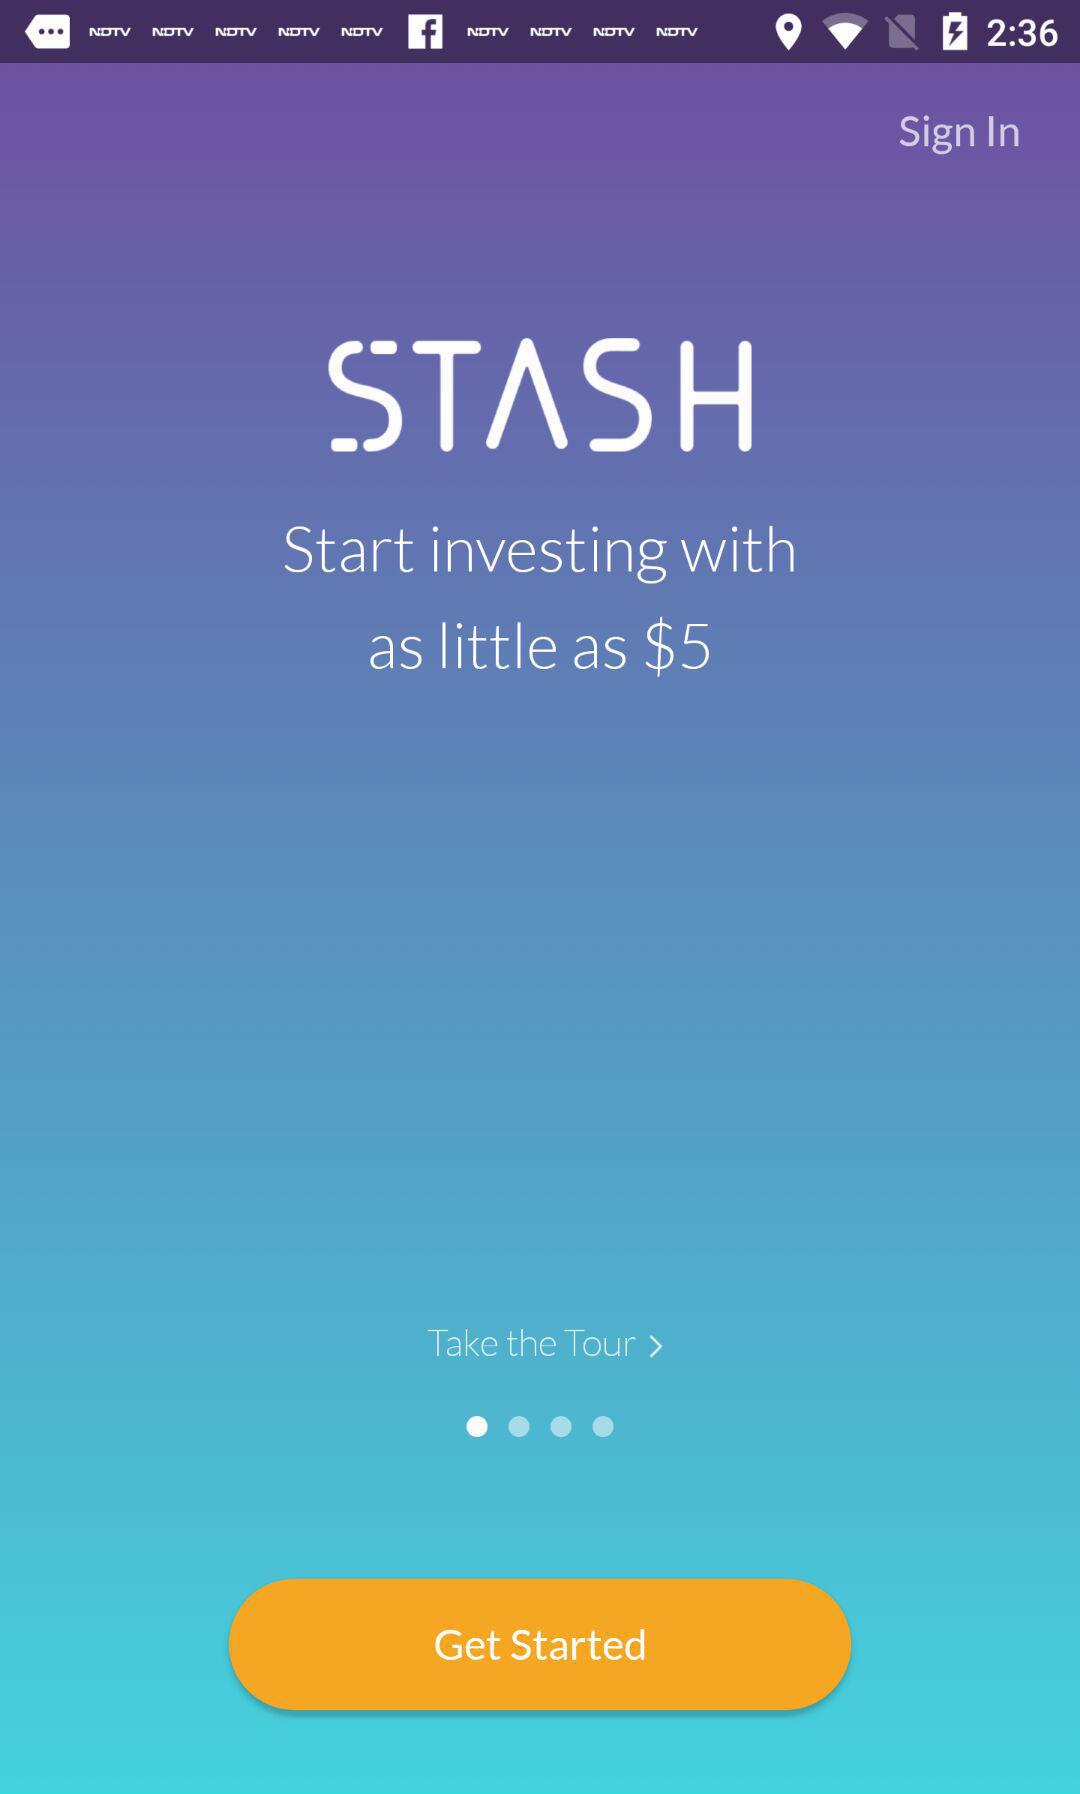 NDTV NDTV NDTV NDTV NDTV NDTV NDTV NDTV NDTV 2:36
Sign In
STASH
Start investing with
as little as $5
Take the Tour
Get Started